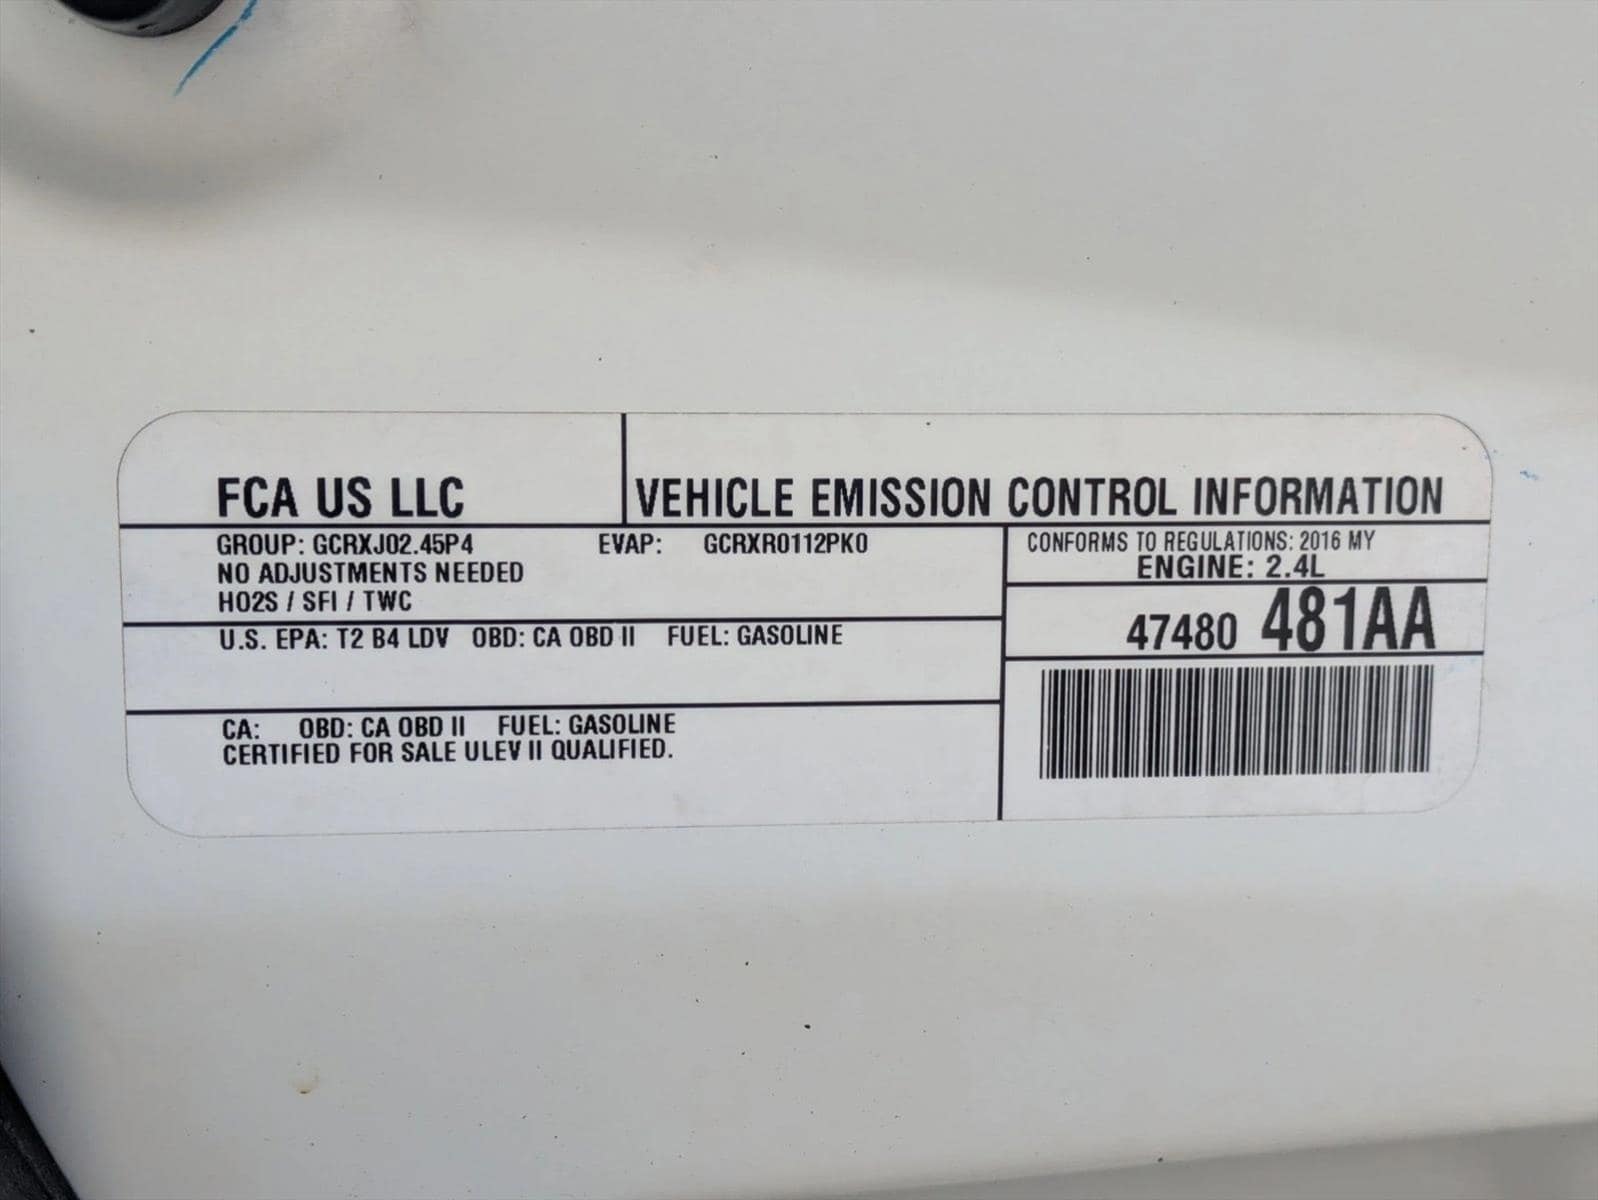 FCA US LLC
VEHICLE EMISSION CONTROL INFORMATION
GROUP: GCRXJ02.45P4 EVAP: GCRXR0112PK0
NO ADJUSTMENTS NEEDED
HO2S / SFI / TWC
U.S. EPA: T2 B4 LDV OBD: CA OBD II FUEL: GASOLINE
CA: OBD: CA OBD II FUEL: GASOLINE
CERTIFIED FOR SALE ULEV II QUALIFIED.
CONFORMS TO REGULATIONS: 2016 MY
ENGINE: 2.4L
47480 481AA